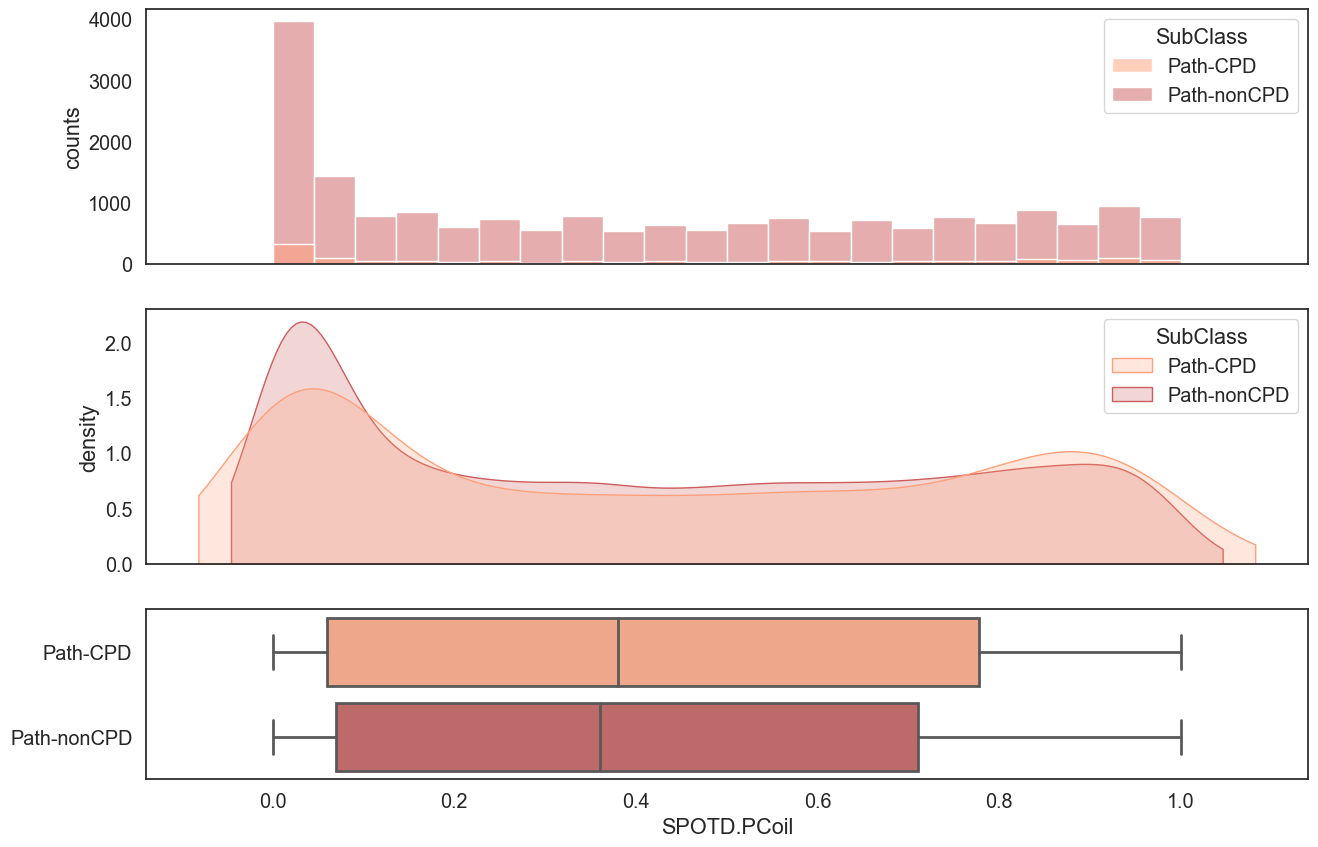 4000
3000
2000
1000
0
counts
SubClass
Path-CPD
Path-nonCPD
2.0
1.5
1.0
0.5
0.0
density
SubClass
Path-CPD
Path-nonCPD
Path-CPD
Path-nonCPD
0.0 0.2 0.4 0.6 0.8 1.0
SPOTD.PCoil